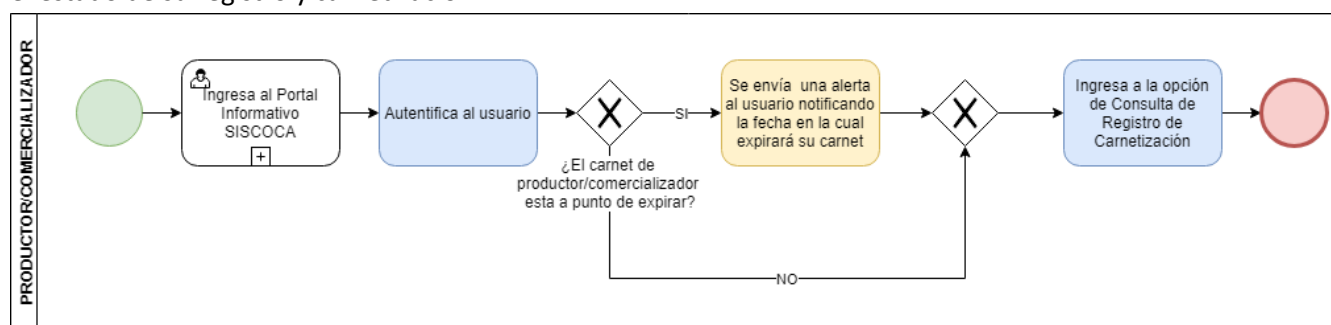 PRODUCTOR/COMERCIALIZADOR
Ingresa al Portal
Informativo
SISCOCA
Autentifica al usuario
¿El carnet de
productor/comercializador
esta a punto de expirar?
SI
NO
Se envía una alerta
al usuario notificando
la fecha en la cual
expirará su carnet
Ingresa a la opción
de Consulta de
Registro de
Carnetización